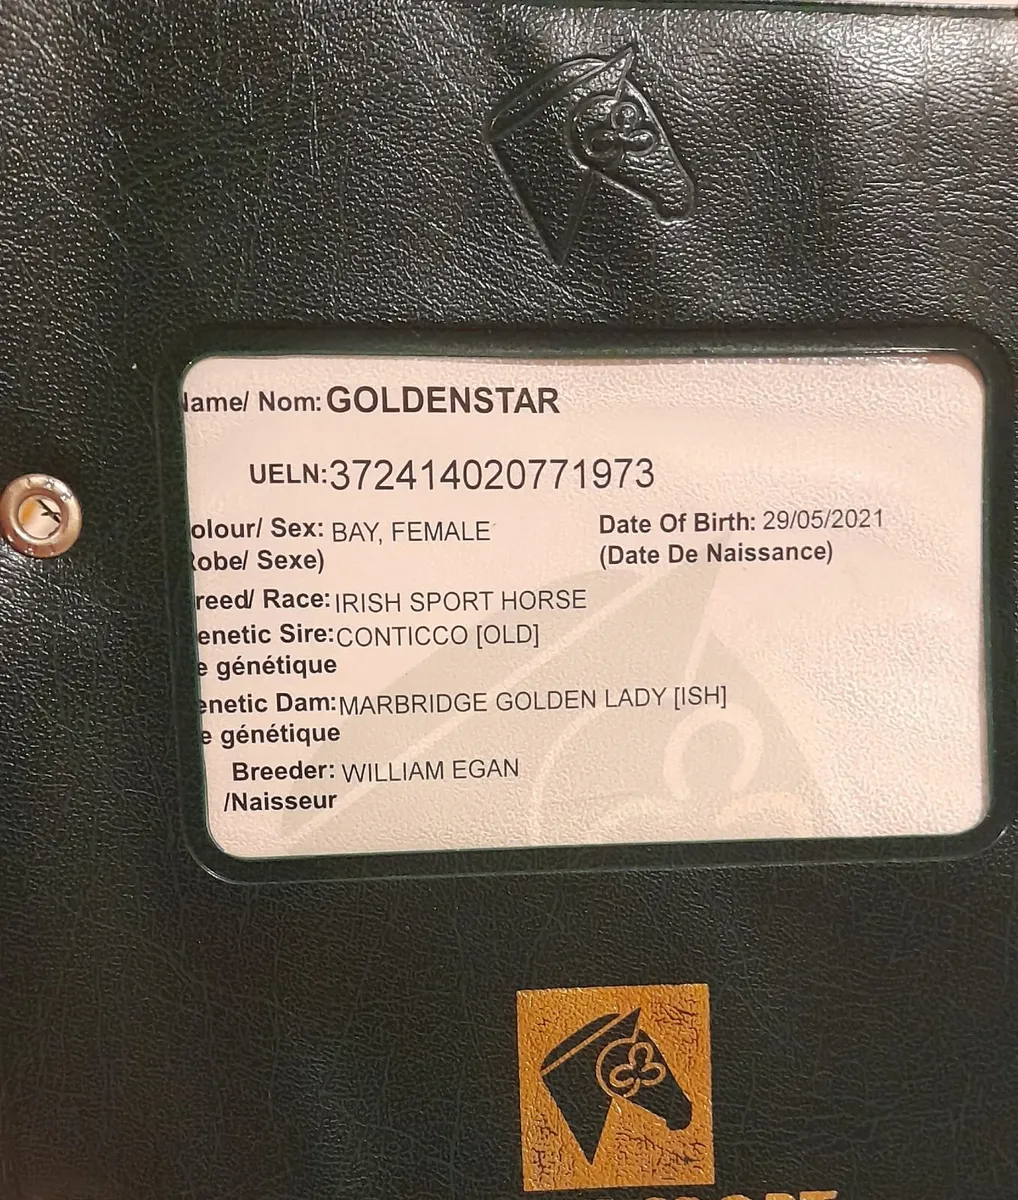 Name/ Nom: GOLDENSTAR
UELN: 372414020771973
olour/ Sex: BAY, FEMALE Date Of Birth: 29/05/2021
obe/ Sexe) (Date De Naissance)
reed/ Race: IRISH SPORT HORSE
enetic Sire: CONTICCO [OLD]
e génétique
enetic Dam: MARBRIDGE GOLDEN LADY [ISH]
e génétique
Breeder: WILLIAM EGAN
/Naisseur